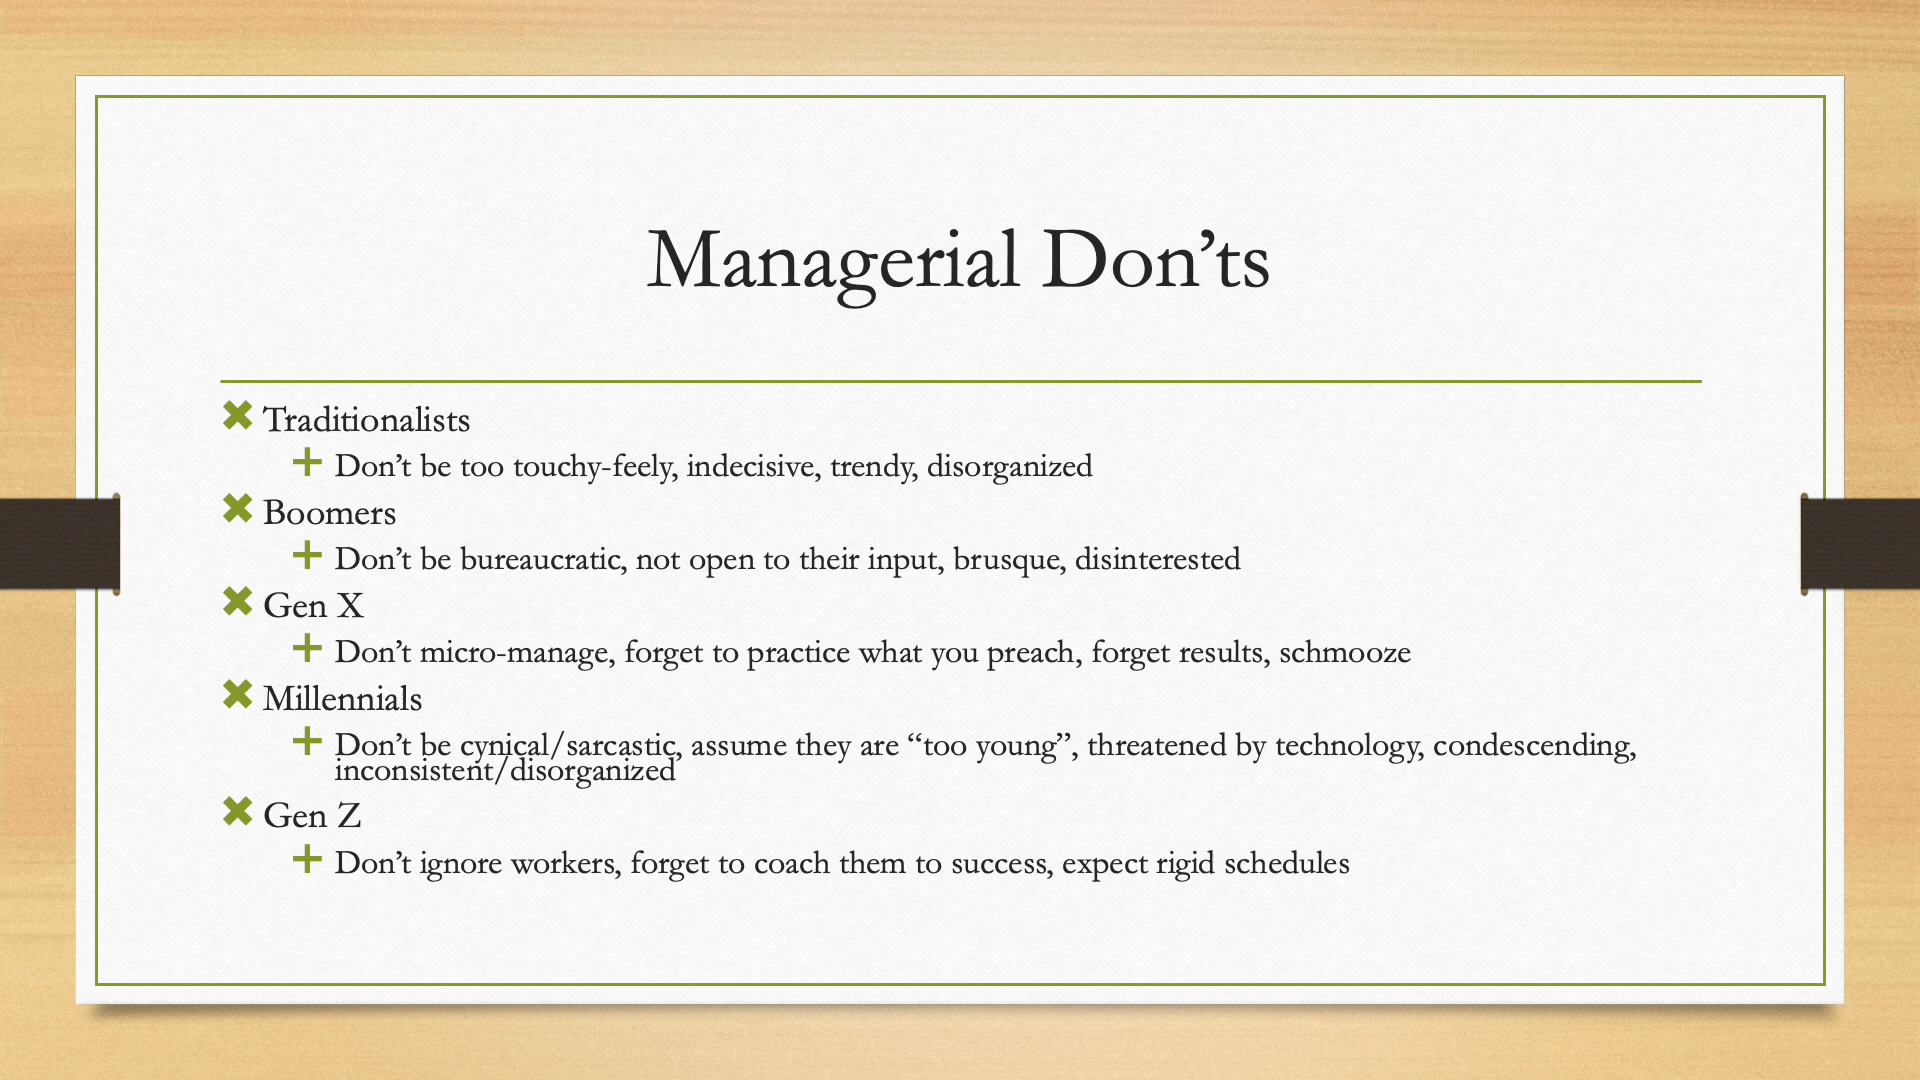 Managerial Don’ts
Traditionalists
Don’t be too touchy-feely, indecisive, trendy, disorganized
Boomers
Don’t be bureaucratic, not open to their input, brusque, disinterested
Gen X
Don’t micro-manage, forget to practice what you preach, forget results, schmooze
Millennials
Don’t be cynical/sarcastic, assume they are “too young”, threatened by technology, condescending,
inconsistent/disorganized
Gen Z
Don’t ignore workers, forget to coach them to success, expect rigid schedules